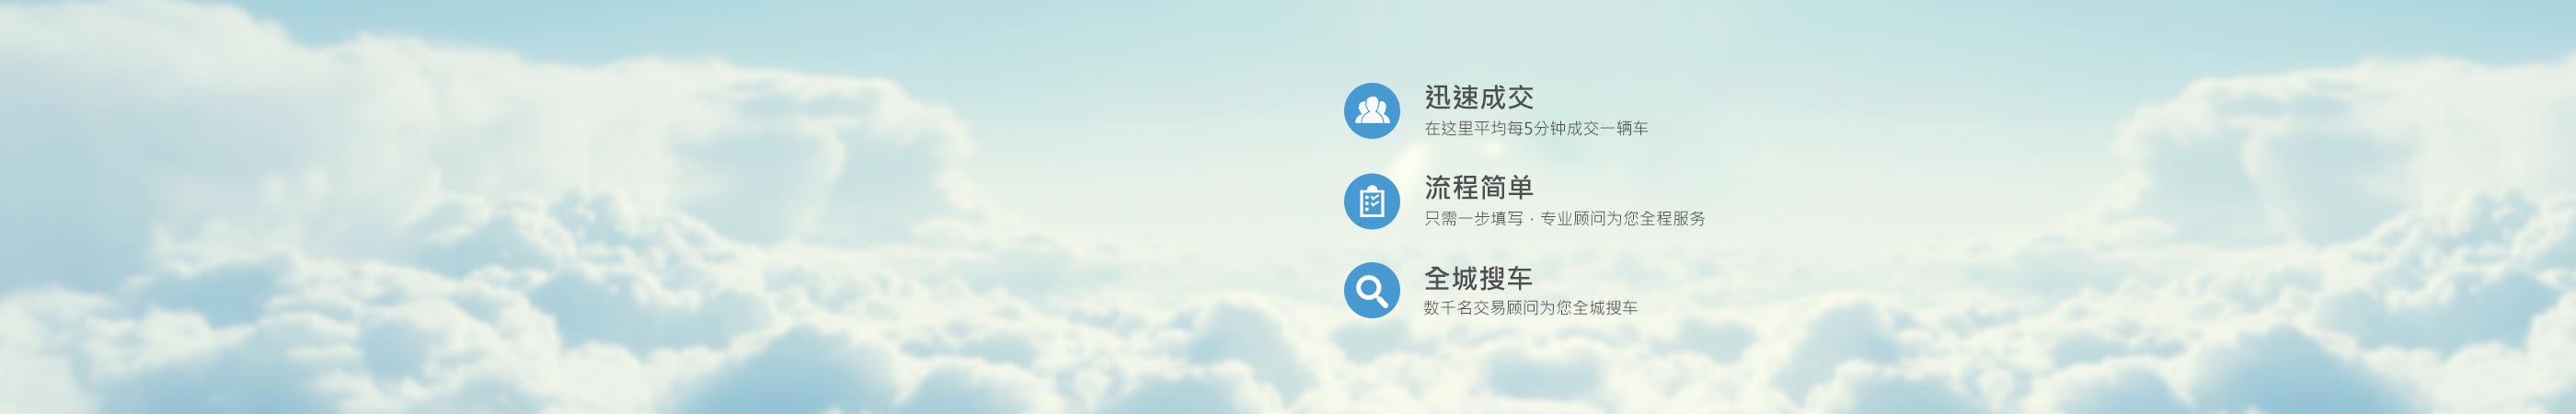 迅速成交
在这里平均每5分钟成交一辆车
流程简单
只需一步填写 · 专业顾问为您全程服务
全城搜车
数千名交易顾问为您全城搜车